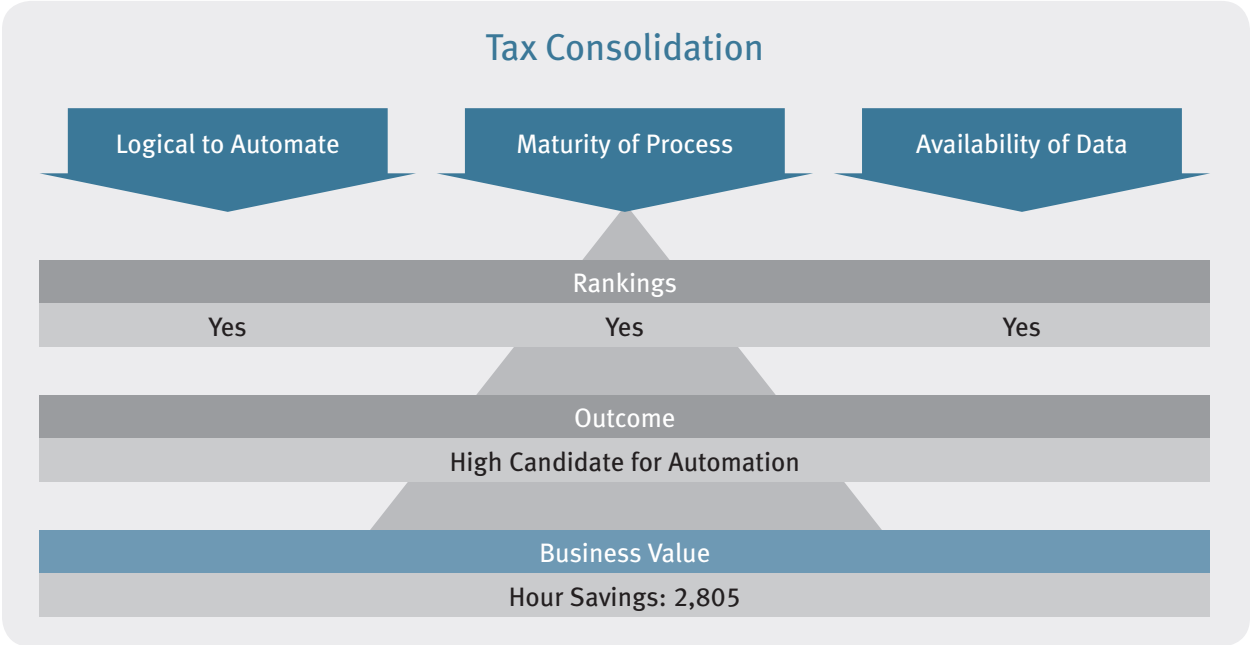 Tax Consolidation
Logical to Automate
Maturity of Process
Availability of Data
Rankings
Yes
Yes
Yes
Outcome
High Candidate for Automation
Business Value
Hour Savings: 2,805